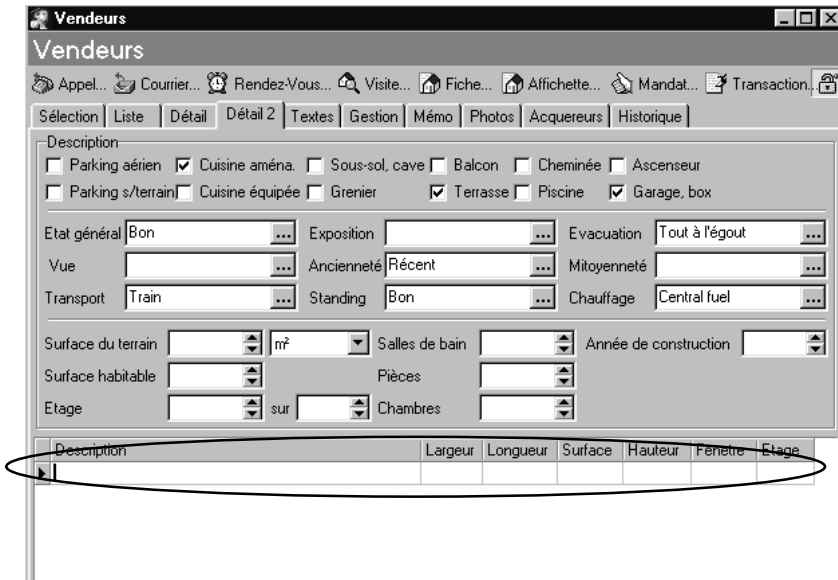 Vendeurs
Vendeurs
Appel... Courrier... Rendez-Vous... Visite... Fiche... Affichette... Mandat... Transaction...
Sélection Liste Détail Détail 2 Textes Gestion Mémo Photos Acquereurs Historique
Description
Parking aérien Cuisine aména. Sous-sol, cave Balcon Cheminée Ascenseur
Parking s/terrain Cuisine équipée Grenier Terrasse Piscine Garage, box
Etat général Bon ... Exposition ... Evacuation Tout à l'égout ...
Vue ... Ancienneté Récent ... Mitoyenneté ...
Transport Train ... Standing Bon ... Chauffage Central fuel ...
Surface du terrain m² Salles de bain Année de construction
Surface habitable Pièces
Etage sur Chambres
Description Largeur Longueur Surface Hauteur Fenetre Etage